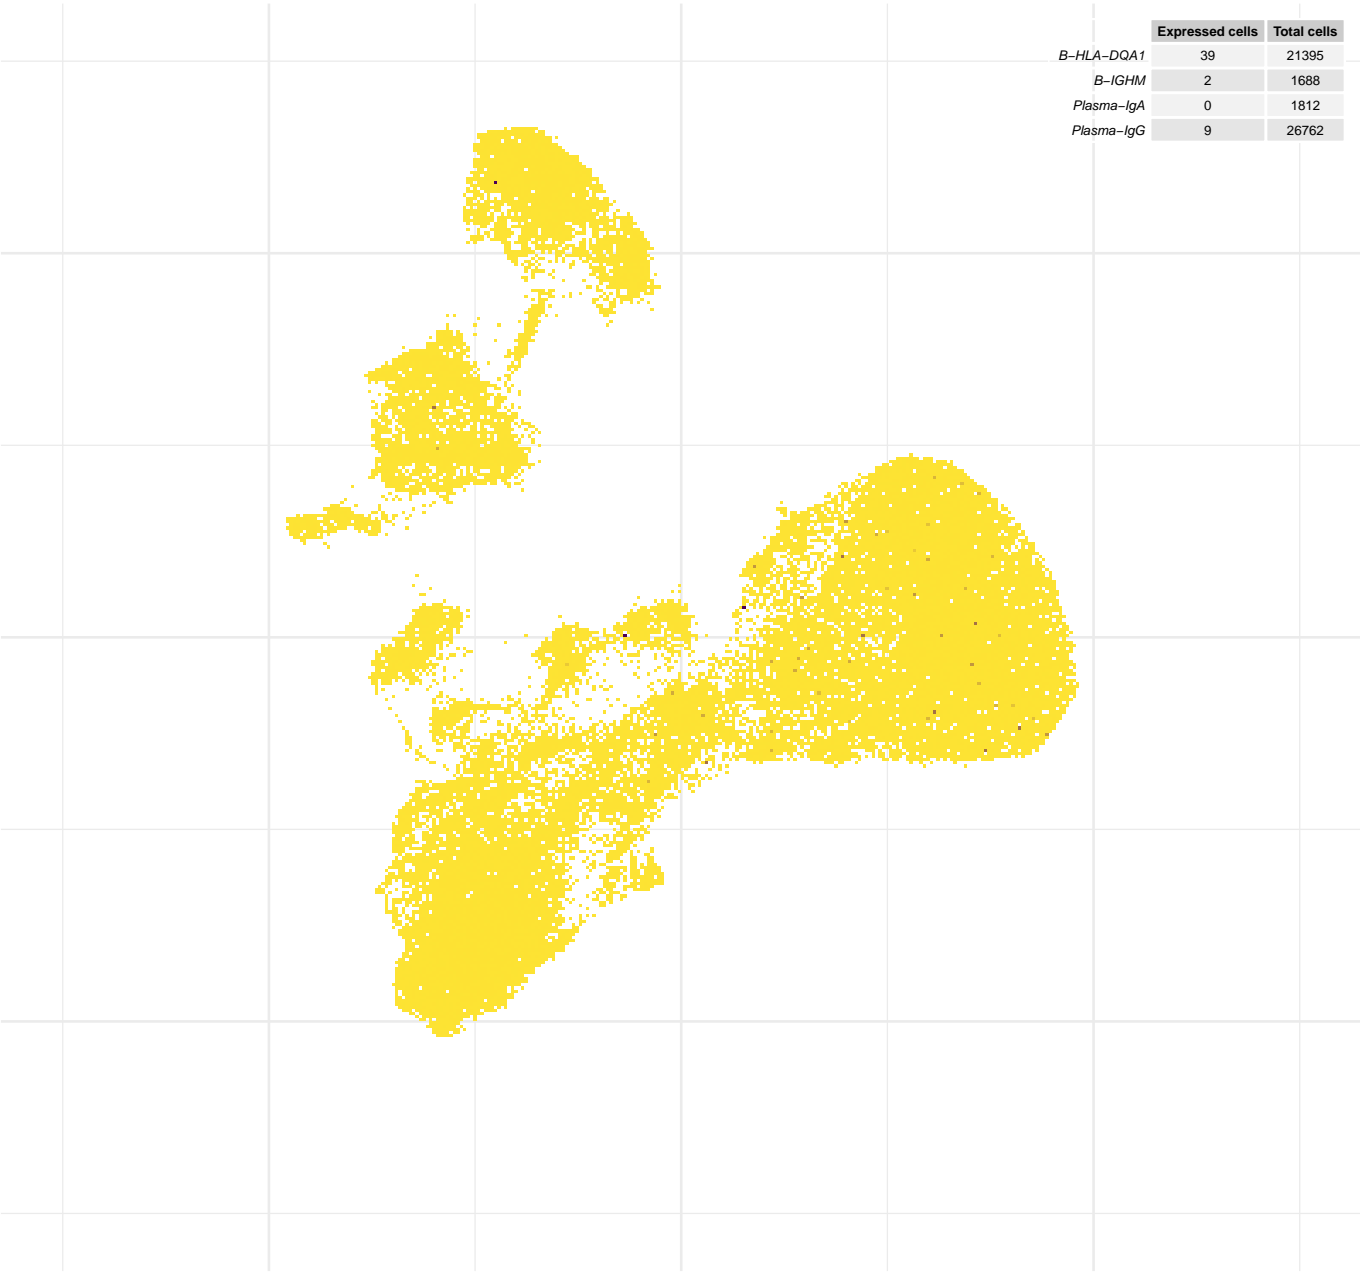 Expressed cells Total cells
B−HLA−DQA1 39 21395
B−IGHM 2 1688
Plasma−IgA 0 1812
Plasma−IgG 9 26762